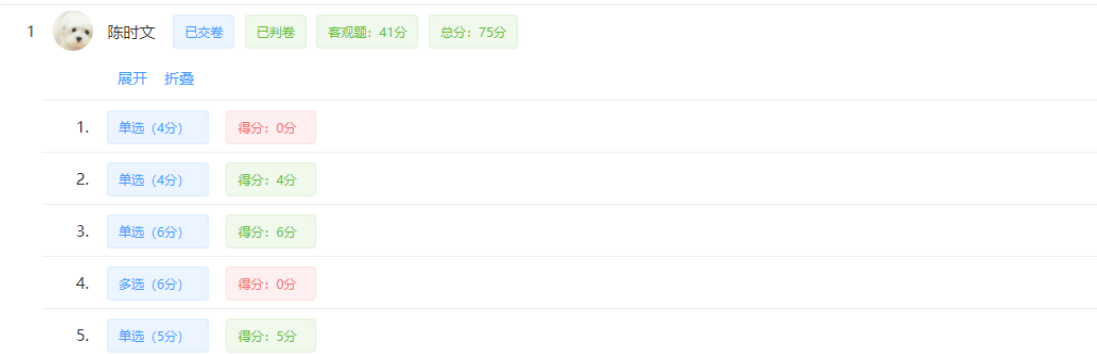 1 陈时文 已交卷 已判卷 客观题：41分 总分：75分
展开 折叠
1. 单选（4分） 得分：0分
2. 单选（4分） 得分：4分
3. 单选（6分） 得分：6分
4. 多选（6分） 得分：0分
5. 单选（5分） 得分：5分